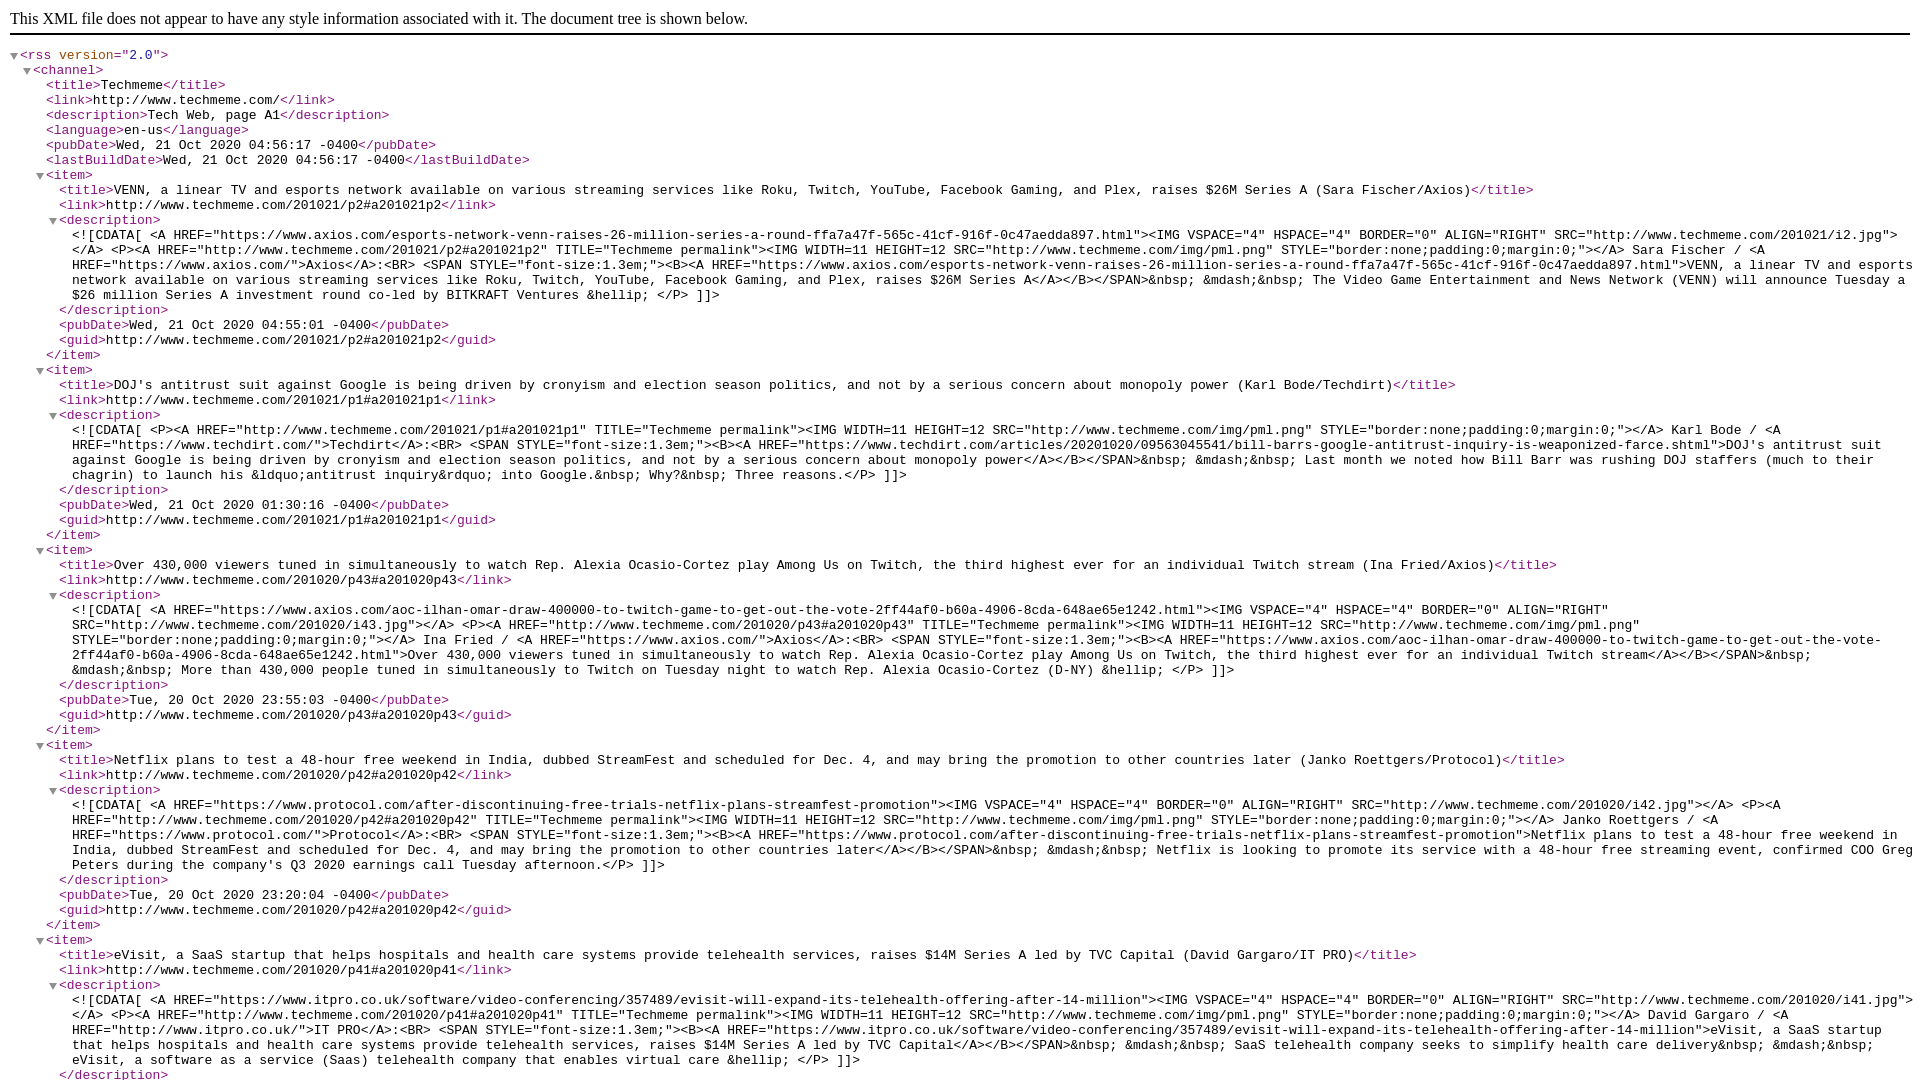 This XML file does not appear to have any style information associated with it. The document tree is shown below.
<rss version="2.0">
<channel>
<title>Techmeme</title>
<link>http://www.techmeme.com/</link>
<description>Tech Web, page A1</description>
<language>en-us</language>
<pubDate>Wed, 21 Oct 2020 04:56:17 -0400</pubDate>
<lastBuildDate>Wed, 21 Oct 2020 04:56:17 -0400</lastBuildDate>
<item>
<title>VENN, a linear TV and esports network available on various streaming services like Roku, Twitch, YouTube, Facebook Gaming, and Plex, raises $26M Series A (Sara Fischer/Axios)</title>
<link>http://www.techmeme.com/201021/p2#a201021p2</link>
<description>
<![CDATA[ <A HREF="https://www.axios.com/esports-network-venn-raises-26-million-series-a-round-ffa7a47f-565c-41cf-916f-0c47aedda897.html"><IMG VSPACE="4" HSPACE="4" BORDER="0" ALIGN="RIGHT" SRC="http://www.techmeme.com/201021/i2.jpg">
</A> <P><A HREF="http://www.techmeme.com/201021/p2#a201021p2" TITLE="Techmeme permalink"><IMG WIDTH=11 HEIGHT=12 SRC="http://www.techmeme.com/img/pml.png" STYLE="border:none;padding:0;margin:0;"></A> Sara Fischer / <A
HREF="https://www.axios.com/">Axios</A>:<BR> <SPAN STYLE="font-size:1.3em;"><B><A HREF="https://www.axios.com/esports-network-venn-raises-26-million-series-a-round-ffa7a47f-565c-41cf-916f-0c47aedda897.html">VENN, a linear TV and esports
network available on various streaming services like Roku, Twitch, YouTube, Facebook Gaming, and Plex, raises $26M Series A</A></B></SPAN>&nbsp; &mdash;&nbsp; The Video Game Entertainment and News Network (VENN) will announce Tuesday a
$26 million Series A investment round co-led by BITKRAFT Ventures &hellip; </P> ]]>
</description>
<pubDate>Wed, 21 Oct 2020 04:55:01 -0400</pubDate>
<guid>http://www.techmeme.com/201021/p2#a201021p2</guid>
</item>
<item>
<title>DOJ's antitrust suit against Google is being driven by cronyism and election season politics, and not by a serious concern about monopoly power (Karl Bode/Techdirt)</title>
<link>http://www.techmeme.com/201021/p1#a201021p1</link>
<description>
<![CDATA[ <P><A HREF="http://www.techmeme.com/201021/p1#a201021p1" TITLE="Techmeme permalink"><IMG WIDTH=11 HEIGHT=12 SRC="http://www.techmeme.com/img/pml.png" STYLE="border:none;padding:0;margin:0;"></A> Karl Bode / <A
HREF="https://www.techdirt.com/">Techdirt</A>:<BR> <SPAN STYLE="font-size:1.3em;"><B><A HREF="https://www.techdirt.com/articles/20201020/09563045541/bill-barrs-google-antitrust-inquiry-is-weaponized-farce.shtml">DOJ's antitrust suit
against Google is being driven by cronyism and election season politics, and not by a serious concern about monopoly power</A></B></SPAN>&nbsp; &mdash;&nbsp; Last month we noted how Bill Barr was rushing DOJ staffers (much to their
chagrin) to launch his &ldquo;antitrust inquiry&rdquo; into Google.&nbsp; Why?&nbsp; Three reasons.</P> ]]>
</description>
<pubDate>Wed, 21 Oct 2020 01:30:16 -0400</pubDate>
<guid>http://www.techmeme.com/201021/p1#a201021p1</guid>
</item>
<item>
<title>Over 430,000 viewers tuned in simultaneously to watch Rep. Alexia Ocasio-Cortez play Among Us on Twitch, the third highest ever for an individual Twitch stream (Ina Fried/Axios)</title>
<link>http://www.techmeme.com/201020/p43#a201020p43</link>
<description>
<![CDATA[ <A HREF="https://www.axios.com/aoc-ilhan-omar-draw-400000-to-twitch-game-to-get-out-the-vote-2ff44af0-b60a-4906-8cda-648ae65e1242.html"><IMG VSPACE="4" HSPACE="4" BORDER="0" ALIGN="RIGHT"
SRC="http://www.techmeme.com/201020/i43.jpg"></A> <P><A HREF="http://www.techmeme.com/201020/p43#a201020p43" TITLE="Techmeme permalink"><IMG WIDTH=11 HEIGHT=12 SRC="http://www.techmeme.com/img/pml.png"
STYLE="border:none;padding:0;margin:0;"></A> Ina Fried / <A HREF="https://www.axios.com/">Axios</A>:<BR> <SPAN STYLE="font-size:1.3em;"><B><A HREF="https://www.axios.com/aoc-ilhan-omar-draw-400000-to-twitch-game-to-get-out-the-vote-
2ff44af0-b60a-4906-8cda-648ae65e1242.html">Over 430,000 viewers tuned in simultaneously to watch Rep. Alexia Ocasio-Cortez play Among Us on Twitch, the third highest ever for an individual Twitch stream</A></B></SPAN>&nbsp;
&mdash;&nbsp; More than 430,000 people tuned in simultaneously to Twitch on Tuesday night to watch Rep. Alexia Ocasio-Cortez (D-NY) &hellip; </P> ]]>
</description>
<pubDate>Tue, 20 Oct 2020 23:55:03 -0400</pubDate>
<guid>http://www.techmeme.com/201020/p43#a201020p43</guid>
</item>
<item>
<title>Netflix plans to test a 48-hour free weekend in India, dubbed StreamFest and scheduled for Dec. 4, and may bring the promotion to other countries later (Janko Roettgers/Protocol)</title>
<link>http://www.techmeme.com/201020/p42#a201020p42</link>
<description>
<![CDATA[ <A HREF="https://www.protocol.com/after-discontinuing-free-trials-netflix-plans-streamfest-promotion"><IMG VSPACE="4" HSPACE="4" BORDER="0" ALIGN="RIGHT" SRC="http://www.techmeme.com/201020/i42.jpg"></A> <P><A
HREF="http://www.techmeme.com/201020/p42#a201020p42" TITLE="Techmeme permalink"><IMG WIDTH=11 HEIGHT=12 SRC="http://www.techmeme.com/img/pml.png" STYLE="border:none;padding:0;margin:0;"></A> Janko Roettgers / <A
HREF="https://www.protocol.com/">Protocol</A>:<BR> <SPAN STYLE="font-size:1.3em;"><B><A HREF="https://www.protocol.com/after-discontinuing-free-trials-netflix-plans-streamfest-promotion">Netflix plans to test a 48-hour free weekend in
India, dubbed StreamFest and scheduled for Dec. 4, and may bring the promotion to other countries later</A></B></SPAN>&nbsp; &mdash;&nbsp; Netflix is looking to promote its service with a 48-hour free streaming event, confirmed COO Greg
Peters during the company's Q3 2020 earnings call Tuesday afternoon.</P> ]]>
</description>
<pubDate>Tue, 20 Oct 2020 23:20:04 -0400</pubDate>
<guid>http://www.techmeme.com/201020/p42#a201020p42</guid>
</item>
<item>
<title>eVisit, a SaaS startup that helps hospitals and health care systems provide telehealth services, raises $14M Series A led by TVC Capital (David Gargaro/IT PRO)</title>
<link>http://www.techmeme.com/201020/p41#a201020p41</link>
<description>
<![CDATA[ <A HREF="https://www.itpro.co.uk/software/video-conferencing/357489/evisit-will-expand-its-telehealth-offering-after-14-million"><IMG VSPACE="4" HSPACE="4" BORDER="0" ALIGN="RIGHT" SRC="http://www.techmeme.com/201020/i41.jpg">
</A> <P><A HREF="http://www.techmeme.com/201020/p41#a201020p41" TITLE="Techmeme permalink"><IMG WIDTH=11 HEIGHT=12 SRC="http://www.techmeme.com/img/pml.png" STYLE="border:none;padding:0;margin:0;"></A> David Gargaro / <A
HREF="http://www.itpro.co.uk/">IT PRO</A>:<BR> <SPAN STYLE="font-size:1.3em;"><B><A HREF="https://www.itpro.co.uk/software/video-conferencing/357489/evisit-will-expand-its-telehealth-offering-after-14-million">eVisit, a SaaS startup
that helps hospitals and health care systems provide telehealth services, raises $14M Series A led by TVC Capital</A></B></SPAN>&nbsp; &mdash;&nbsp; SaaS telehealth company seeks to simplify health care delivery&nbsp; &mdash;&nbsp;
eVisit, a software as a service (Saas) telehealth company that enables virtual care &hellip; </P> ]]>
</description>